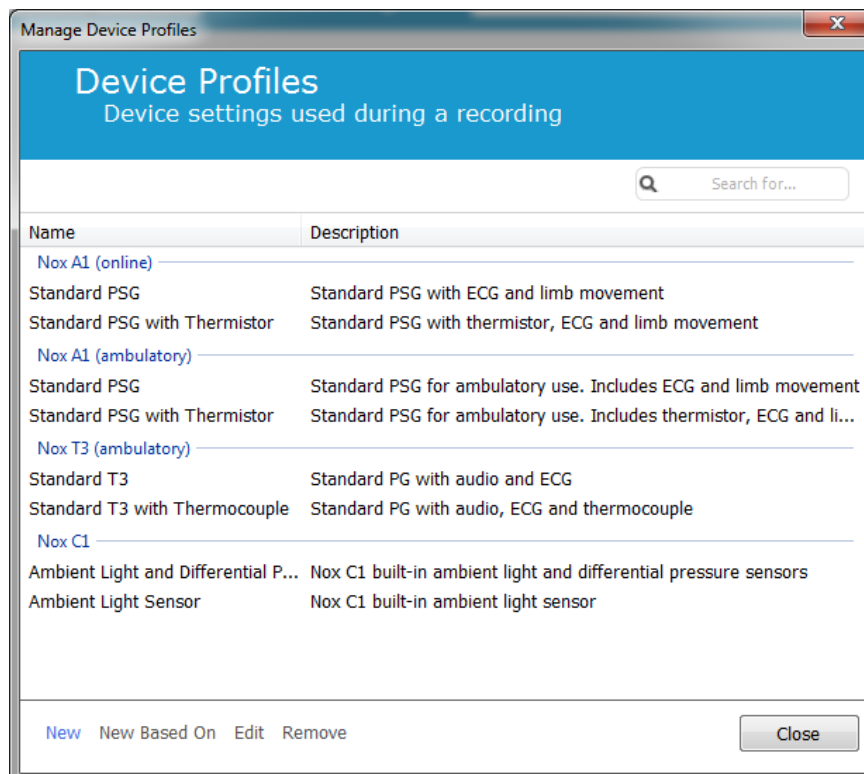 Manage Device Profiles
Device Profiles
Device settings used during a recording
Search for...
Name Description
Nox A1 (online)
Standard PSG Standard PSG with ECG and limb movement
Standard PSG with Thermistor Standard PSG with thermistor, ECG and limb movement
Nox A1 (ambulatory)
Standard PSG Standard PSG for ambulatory use. Includes ECG and limb movement
Standard PSG with Thermistor Standard PSG for ambulatory use. Includes thermistor, ECG and li...
Nox T3 (ambulatory)
Standard T3 Standard PG with audio and ECG
Standard T3 with Thermocouple Standard PG with audio, ECG and thermocouple
Nox C1
Ambient Light and Differential P... Nox C1 built-in ambient light and differential pressure sensors
Ambient Light Sensor Nox C1 built-in ambient light sensor
New New Based On Edit Remove Close